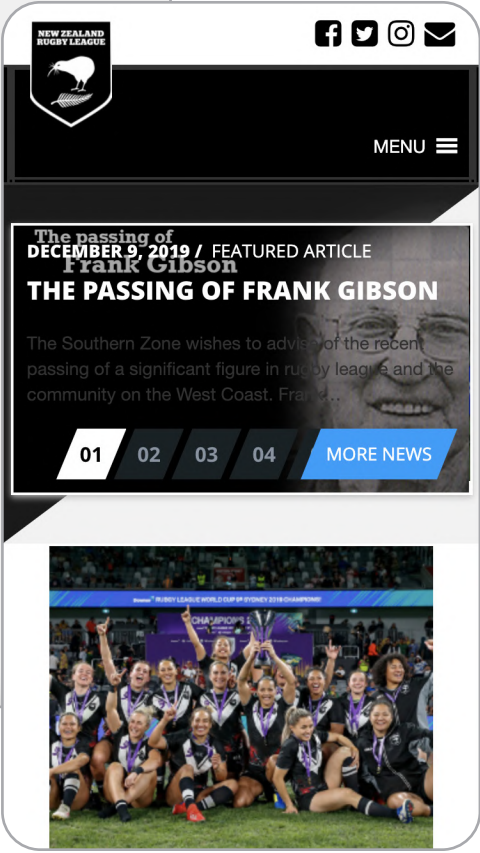 NEW ZEALAND
RUGBY LEAGUE
MENU
The passing of
Frank Gibson
DECEMBER 9, 2019 / FEATURED ARTICLE
THE PASSING OF FRANK GIBSON
The Southern Zone wishes to advise of the recent
passing of a significant figure in rugby league and the
community on the West Coast. Frank…
01 02 03 04 MORE NEWS
RUGBY LEAGUE WORLD CUP 9s SYDNEY 2019 CHAMPIONS!
CHAMPIONS